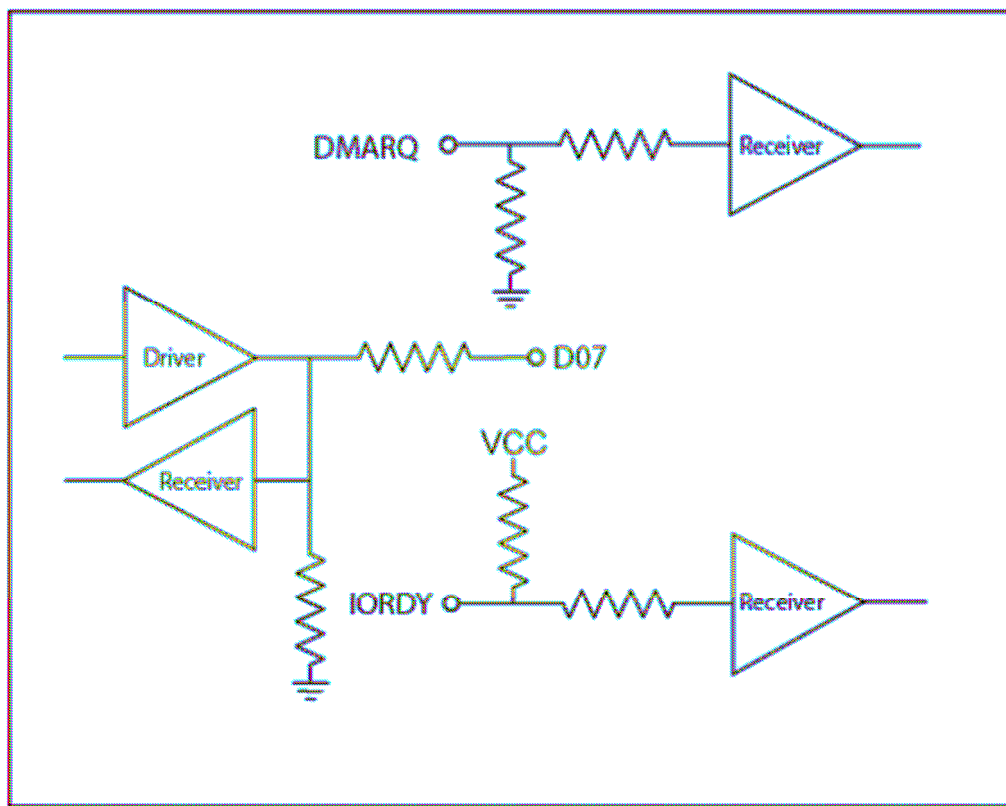 DMARQ
Receiver
Driver
D07
Receiver
VCC
IORDY
Receiver